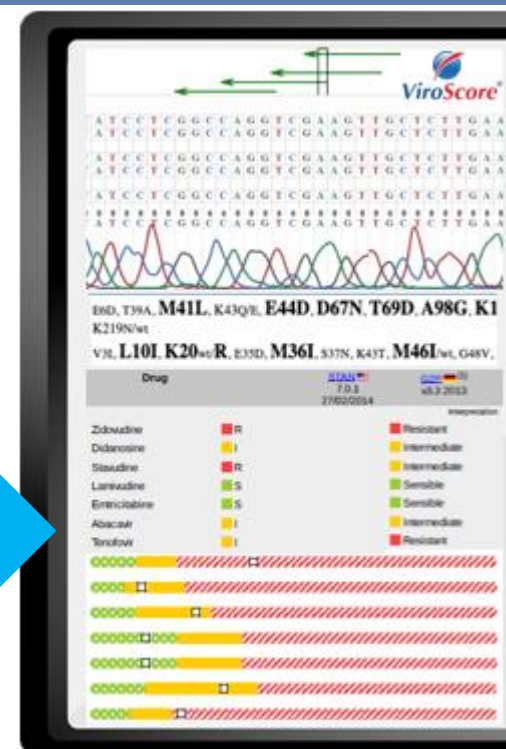 ViroScore®
A T C C T C G G C C A G G T C G A A G T T G C T C T T G A A
A T C C T C G G C C A G G T C G A A G T T G C T C T T G A A
A T C C T C G G C C A G G T C G A A G T T G C T C T T G A A
A T C C T C G G C C A G G T C G A A G T T G C T C T T G A A
A T C C T C G G C C A G G T C G A A G T T G C T C T T G A A
A T C C T C G G C C A G G T C G A A G T T G C T C T T G A A
E6D, T39A, M41L, K43Q/E, E44D, D67N, T69D, A98G, K1
K219N/wt
V3I, L10I, K20wt/R, E35D, M36I, S37N, K43T, M46I/wt, G48V,
Drug STAN
7.0.1 v3.3.2013
27/02/2014
Interpretation
Zidovudine R Resistant
Didanosine I Intermediate
Stavudine R Intermediate
Lamivudine S Sensible
Emtricitabine S Sensible
Abacavir I Intermediate
Tenofovir I Resistant